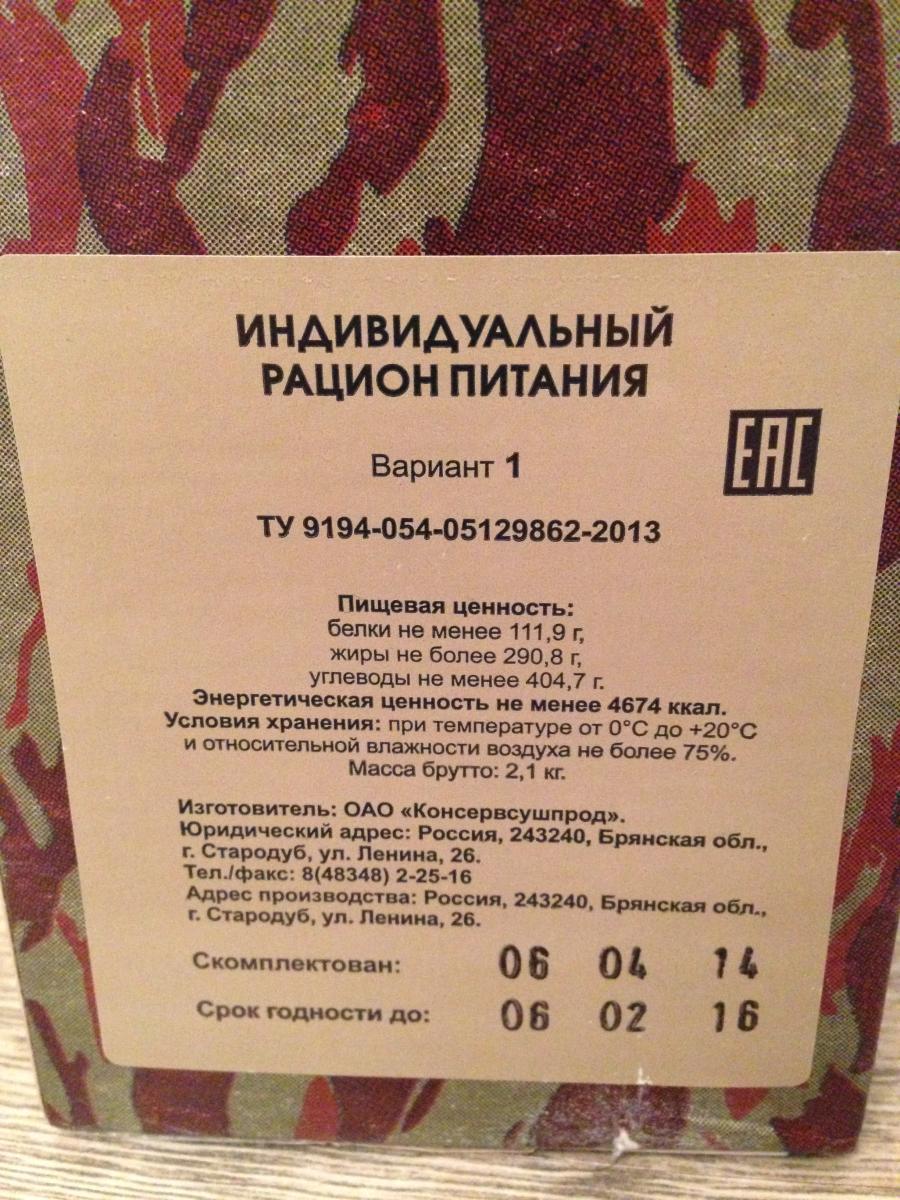 ИНДИВИДУАЛЬНЫЙ
РАЦИОН ПИТАНИЯ
EAC
Вариант 1
ТУ 9194-054-05129862-2013
Пищевая ценность:
белки не менее 111,9 г,
жиры не более 290,8 г,
углеводы не менее 404,7 г.
Энергетическая ценность не менее 4674 ккал.
Условия хранения: при температуре от 0°С до +20°С
и относительной влажности воздуха не более 75%.
Масса брутто: 2,1 кг.
Изготовитель: ОАО «Консервсушпрод».
Юридический адрес: Россия, 243240, Брянская обл.,
г. Стародуб, ул. Ленина, 26.
Тел./факс: 8(48348) 2-25-16
Адрес производства: Россия, 243240, Брянская обл.,
г. Стародуб, ул. Ленина, 26.
Скомплектован: 06 04 14
Срок годности до: 06 02 16